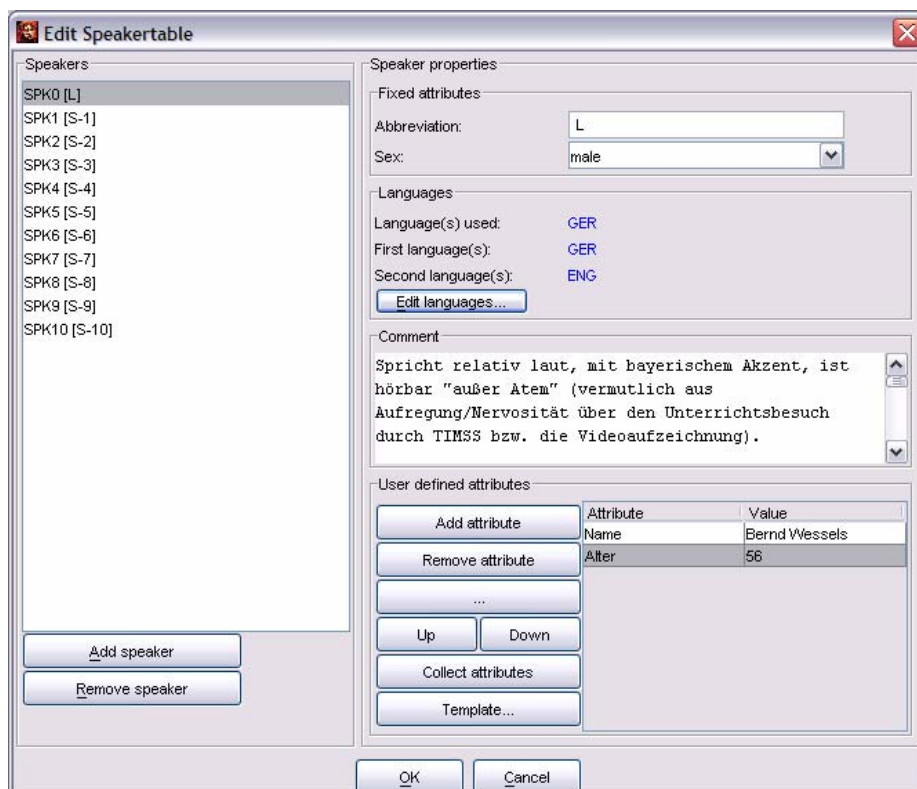 Edit Speakertable
Speakers
SPK0 [L]
SPK1 [S-1]
SPK2 [S-2]
SPK3 [S-3]
SPK4 [S-4]
SPK5 [S-5]
SPK6 [S-6]
SPK7 [S-7]
SPK8 [S-8]
SPK9 [S-9]
SPK10 [S-10]
Add speaker
Remove speaker
Speaker properties
Fixed attributes
Abbreviation: L
Sex: male
Languages
Language(s) used: GER
First language(s): GER
Second language(s): ENG
Edit languages...
Comment
Spricht relativ laut, mit bayerischem Akzent, ist
hörbar "außer Atem" (vermutlich aus
Aufregung/Nervosität über den Unterrichtsbesuch
durch TIMSS bzw. die Videoaufzeichnung).
User defined attributes
Add attribute
Remove attribute
...
Up Down
Collect attributes
Template...
Attribute Value
Name Bernd Wessels
Alter 56
OK Cancel